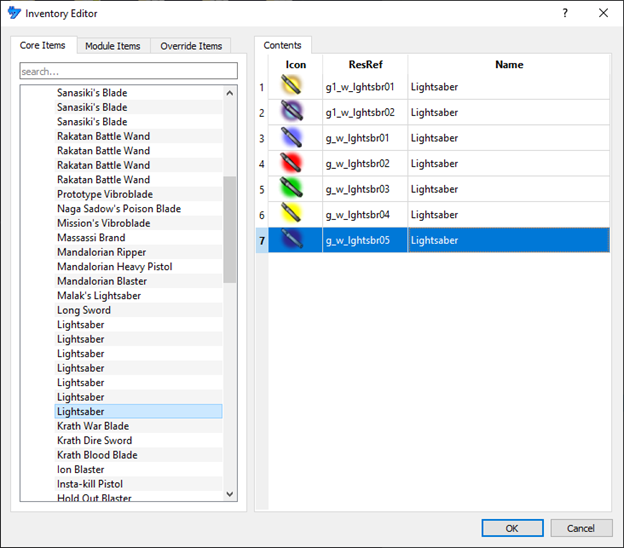 Inventory Editor
?
Core Items Module Items Override Items
search...
Sanasiki's Blade
Sanasiki's Blade
Sanasiki's Blade
Rakatan Battle Wand
Rakatan Battle Wand
Rakatan Battle Wand
Rakatan Battle Wand
Prototype Vibroblade
Naga Sadow's Poison Blade
Mission's Vibroblade
Massassi Brand
Mandalorian Ripper
Mandalorian Heavy Pistol
Mandalorian Blaster
Malak's Lightsaber
Long Sword
Lightsaber
Lightsaber
Lightsaber
Lightsaber
Lightsaber
Lightsaber
Lightsaber
Krath War Blade
Krath Dire Sword
Krath Blood Blade
Ion Blaster
Insta-kill Pistol
Hold Out Blaster
Contents
Icon ResRef Name
1 g1_w_lghtsbr01 Lightsaber
2 g1_w_lghtsbr02 Lightsaber
3 g_w_lghtsbr01 Lightsaber
4 g_w_lghtsbr02 Lightsaber
5 g_w_lghtsbr03 Lightsaber
6 g_w_lghtsbr04 Lightsaber
7 g_w_lghtsbr05 Lightsaber
OK Cancel